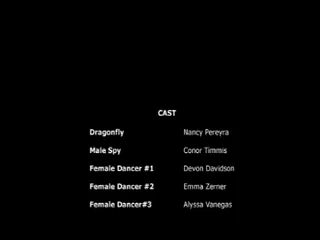 CAST
Dragonfly Nancy Pereyra
Male Spy Conor Timmis
Female Dancer #1 Devon Davidson
Female Dancer #2 Emma Zerner
Female Dancer#3 Alyssa Vanegas